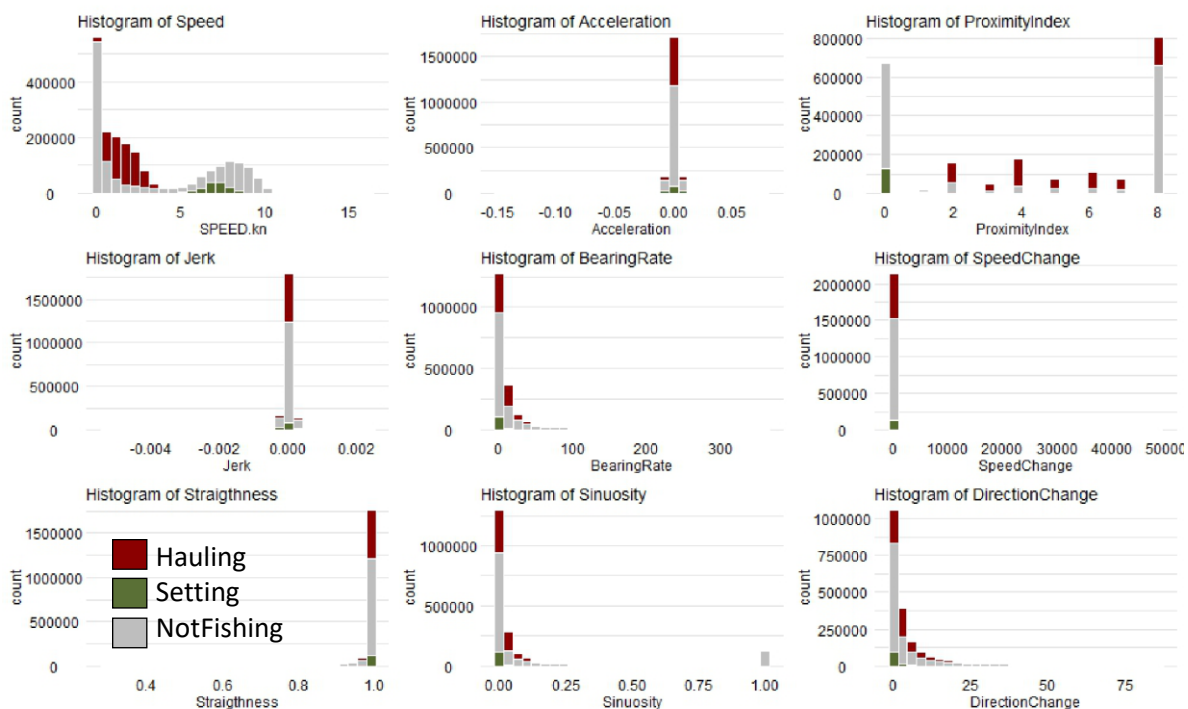 Histogram of Speed
count
400000
200000
0
0 5 10 15
SPEED.kn
Histogram of Acceleration
count
1500000
1000000
500000
0
-0.15 -0.10 -0.05 0.00 0.05
Acceleration
Histogram of ProximityIndex
count
800000
600000
400000
200000
0
0 2 4 6 8
ProximityIndex
Histogram of Jerk
count
1500000
1000000
500000
0
-0.004 -0.002 0.000 0.002
Jerk
Histogram of BearingRate
count
1000000
500000
0
0 100 200 300
BearingRate
Histogram of SpeedChange
count
2000000
1500000
1000000
500000
0
0 10000 20000 30000 40000 50000
SpeedChange
Histogram of Straigthness
count
1500000
1000000
500000
0
0.4 0.6 0.8 1.0
Straigthness
Hauling
Setting
NotFishing
Histogram of Sinuosity
count
1000000
500000
0
0.00 0.25 0.50 0.75 1.00
Sinuosity
Histogram of DirectionChange
count
1000000
750000
500000
250000
0
0 25 50 75
DirectionChange